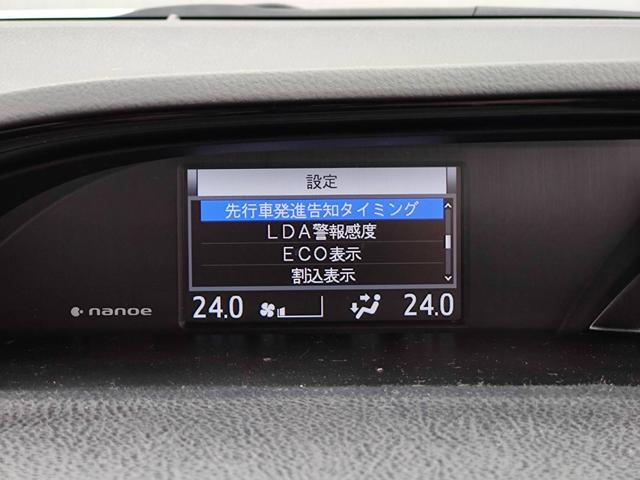 設定
先行車発進告知タイミング
LDA警報感度
ECO表示
割込表示
24.0 24.0
nanoe